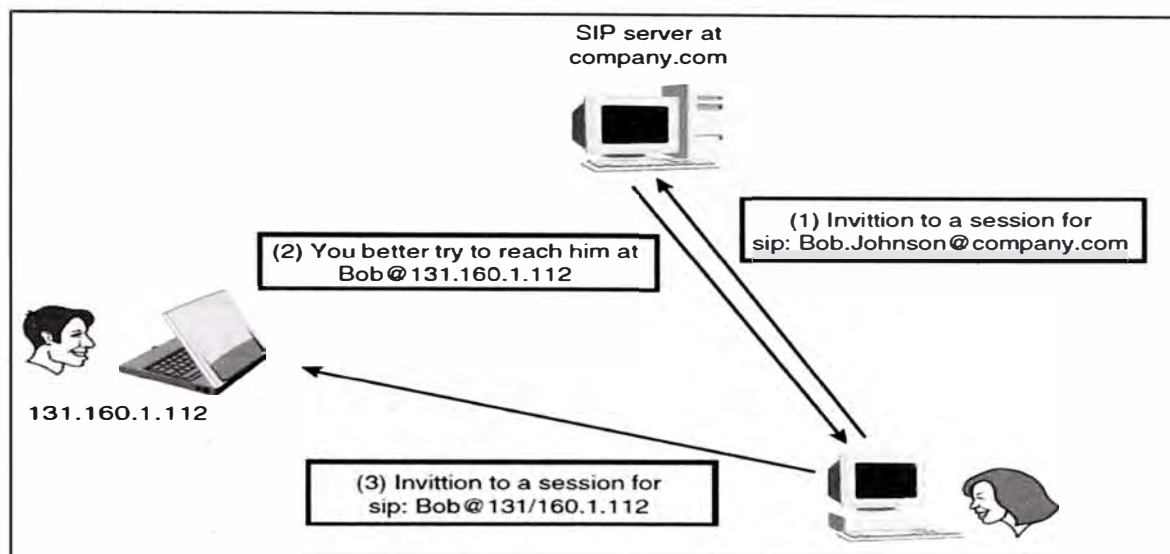 SIP server at
company.com
(1) Invittion to a session for
sip: Bob.Johnson@company.com
(2) You better try to reach him at
Bob@131.160.1.112
131.160.1.112
(3) Invittion to a session for
sip: Bob@131/160.1.112